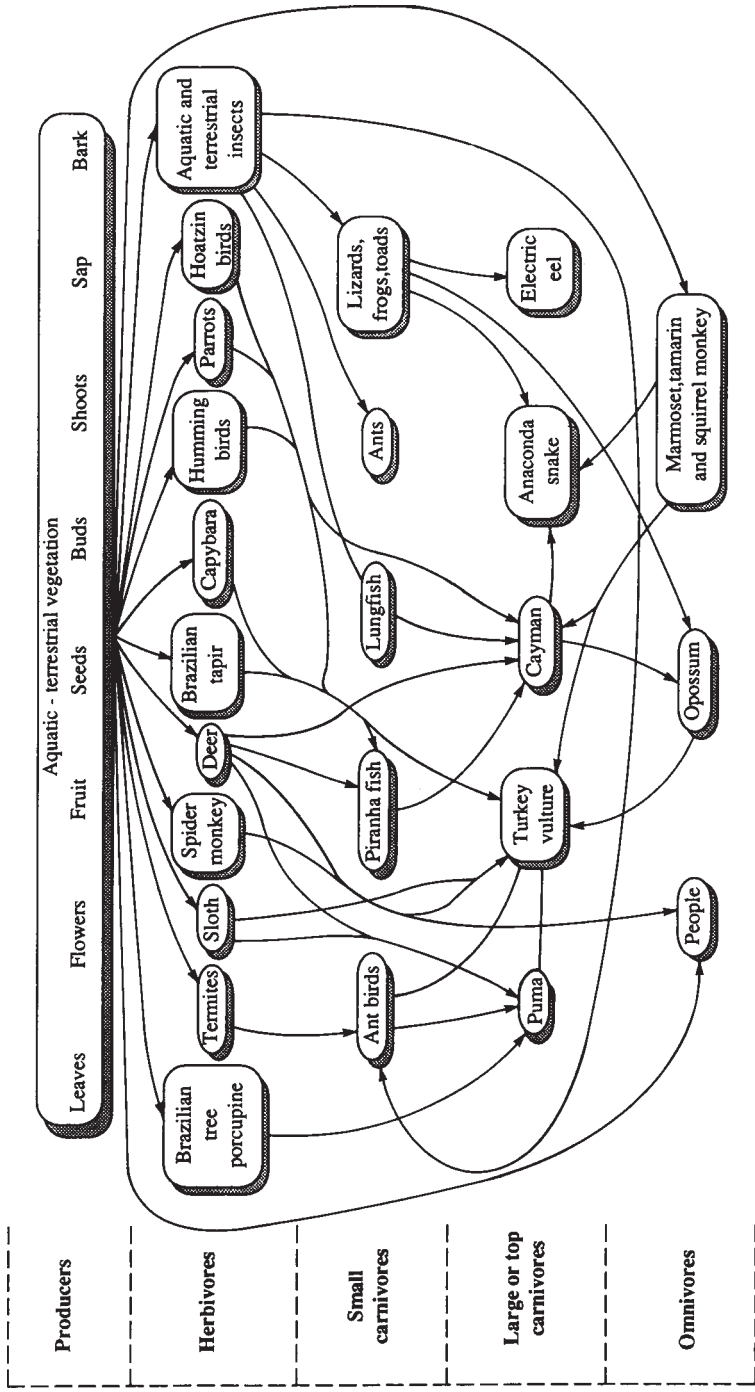 Producers
Aquatic - terrestrial vegetation
Leaves Flowers Fruit Seeds Buds Shoots Sap Bark
Herbivores
Brazilian
tree
porcupine
Termites
Sloth
Spider
monkey
Deer
Brazilian
tapir
Capybara
Humming
birds
Parrots
Hoatzin
birds
Aquatic and
terrestrial
insects
Small
carnivores
Ant birds
Piranha fish
Lungfish
Ants
Lizards,
frogs,toads
Large or top
carnivores
Puma
Turkey
vulture
Cayman
Anaconda
snake
Electric
eel
Omnivores
People
Opossum
Marmoset,tamarin
and squirrel monkey